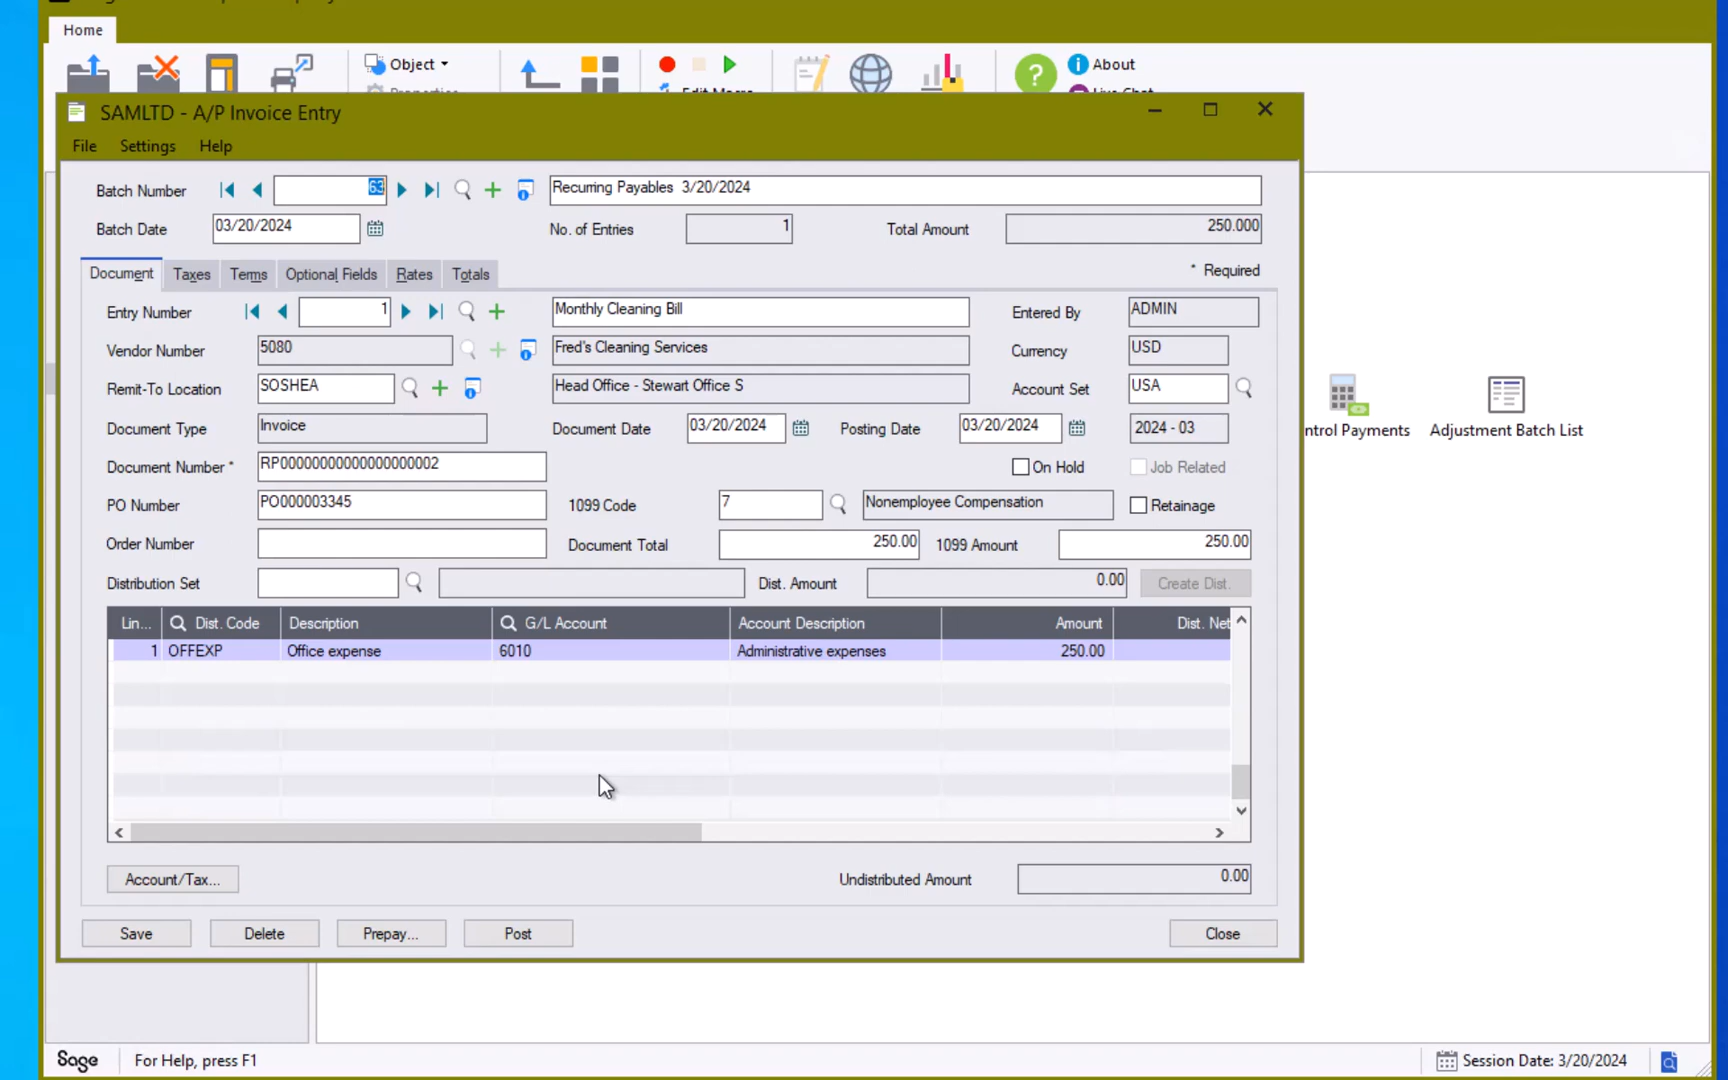 Home
Object
About
Edit Macro
SAMLTD - A/P Invoice Entry
File Settings Help
Batch Number 63 Recurring Payables 3/20/2024
Batch Date 03/20/2024 No. of Entries 1 Total Amount 250.000
Document Taxes Terms Optional Fields Rates Totals * Required
Entry Number 1 Monthly Cleaning Bill Entered By ADMIN
Vendor Number 5080 Fred's Cleaning Services Currency USD
Remit-To Location SOSHEA Head Office - Stewart Office S Account Set USA
Document Type Invoice Document Date 03/20/2024 Posting Date 03/20/2024 2024 - 03
Document Number * RP00000000000000000002 On Hold Job Related
PO Number PO000003345 1099 Code 7 Nonemployee Compensation Retainage
Order Number Document Total 250.00 1099 Amount 250.00
Distribution Set Dist. Amount 0.00 Create Dist.
Lin... Dist. Code Description G/L Account Account Description Amount Dist. Net
1 OFFEXP Office expense 6010 Administrative expenses 250.00
Account/Tax... Undistributed Amount 0.00
Save Delete Prepay... Post Close
ntrol Payments Adjustment Batch List
Sage For Help, press F1 Session Date: 3/20/2024